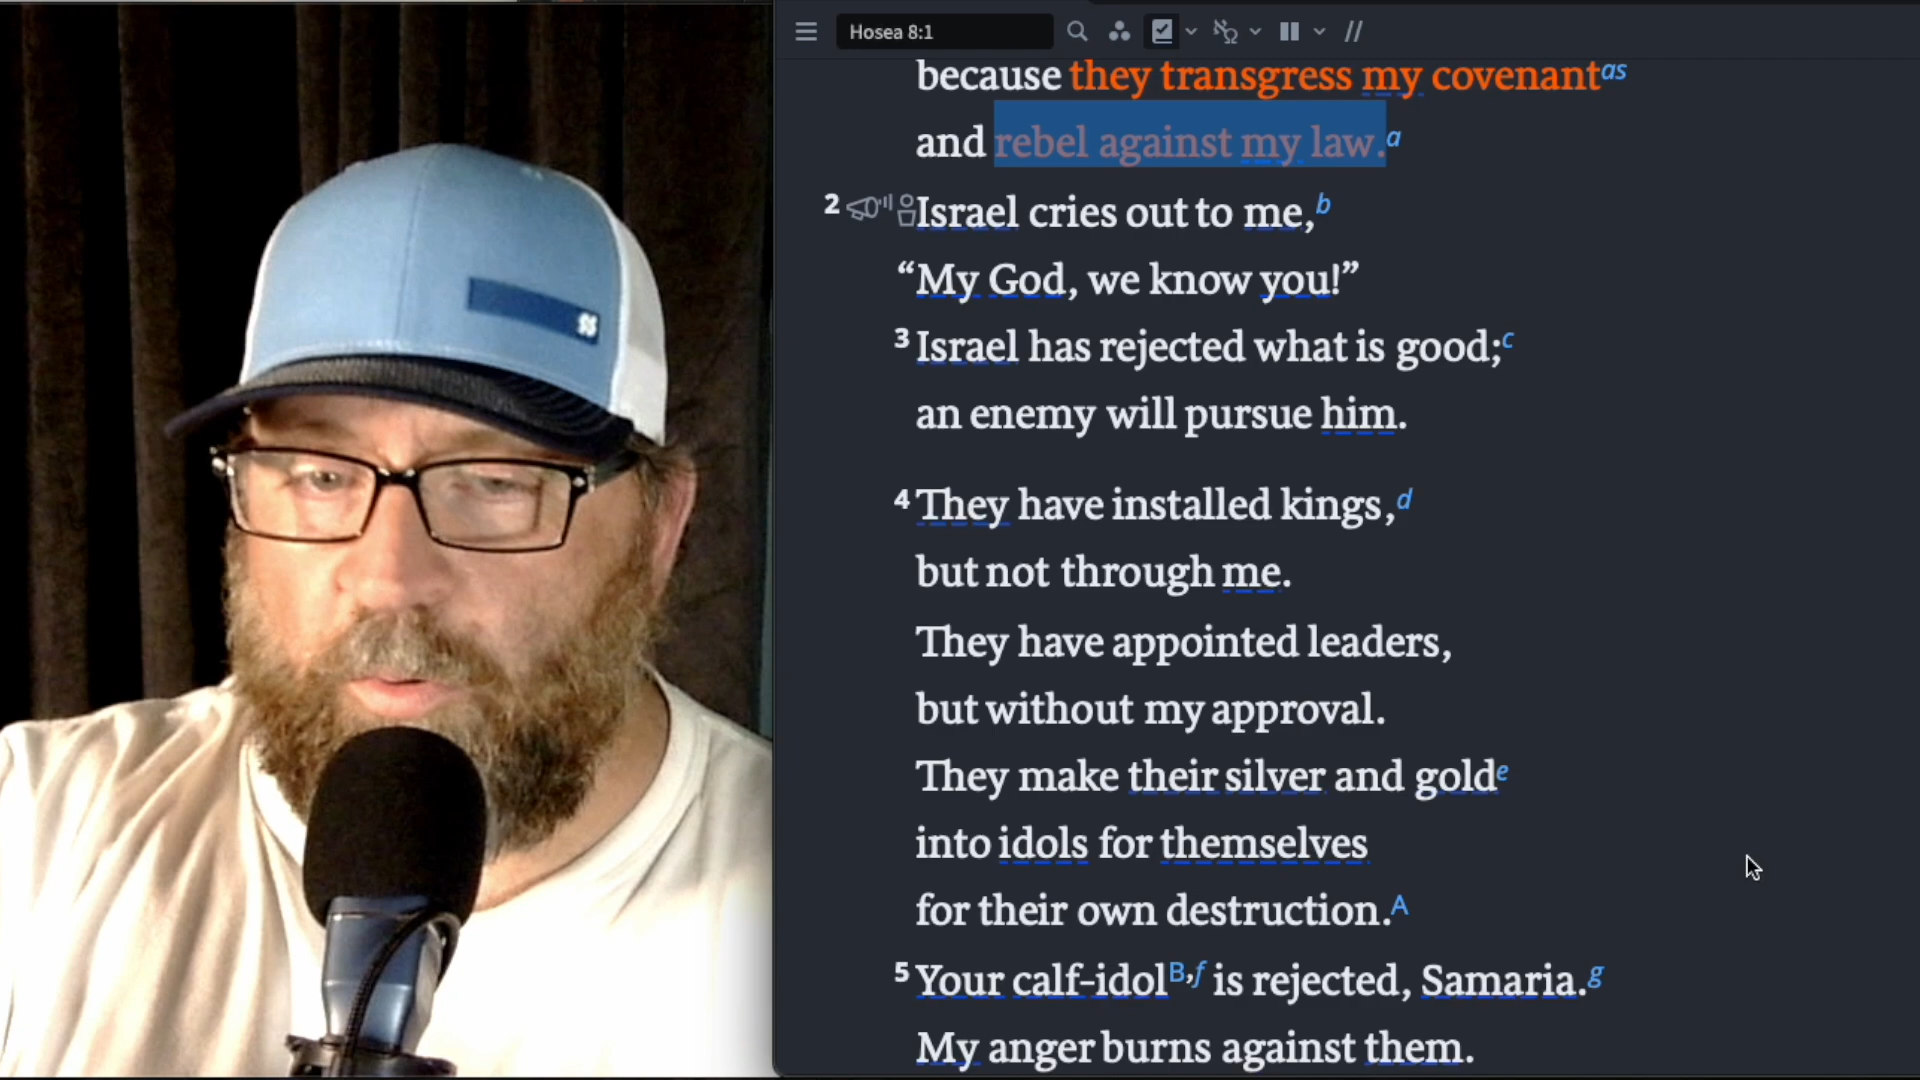 Hosea 8:1
because they transgress my covenantas
and rebel against my law.a
2 Israel cries out to me,b
“My God, we know you!”
3 Israel has rejected what is good;c
an enemy will pursue him.
4 They have installed kings,d
but not through me.
They have appointed leaders,
but without my approval.
They make their silver and golde
into idols for themselves
for their own destruction.A
5 Your calf-idolB,f is rejected, Samaria.g
My anger burns against them.